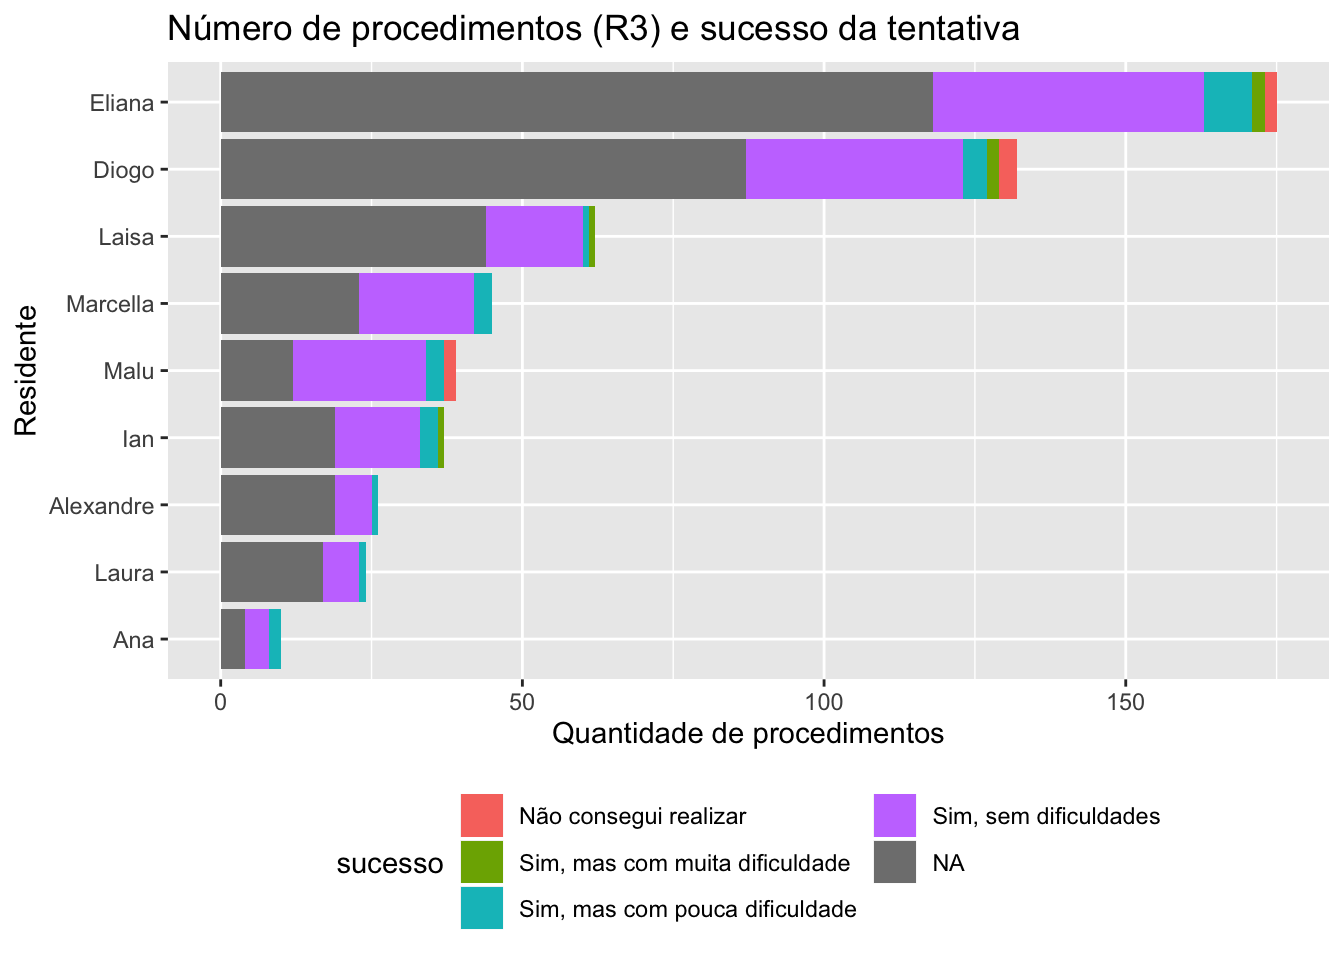 Número de procedimentos (R3) e sucesso da tentativa
Residente
Eliana
Diogo
Laisa
Marcella
Malu
Ian
Alexandre
Laura
Ana
0 50 100 150
Quantidade de procedimentos
sucesso
Não consegui realizar
Sim, mas com muita dificuldade
Sim, mas com pouca dificuldade
Sim, sem dificuldades
NA